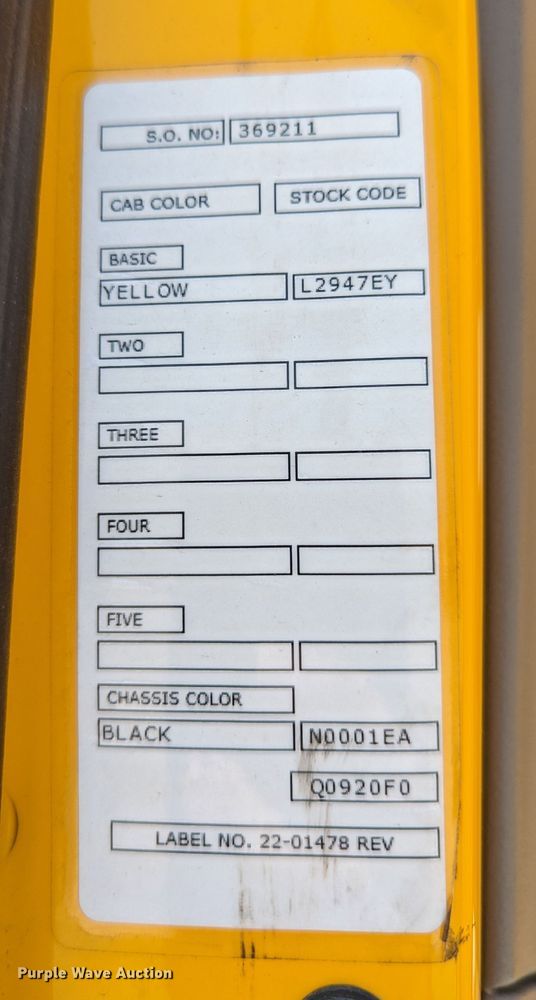 S.O. NO: 369211
CAB COLOR STOCK CODE
BASIC
YELLOW L2947EY
TWO
THREE
FOUR
FIVE
CHASSIS COLOR
BLACK N0001EA
Q0920F0
LABEL NO. 22-01478 REV
Purple Wave Auction